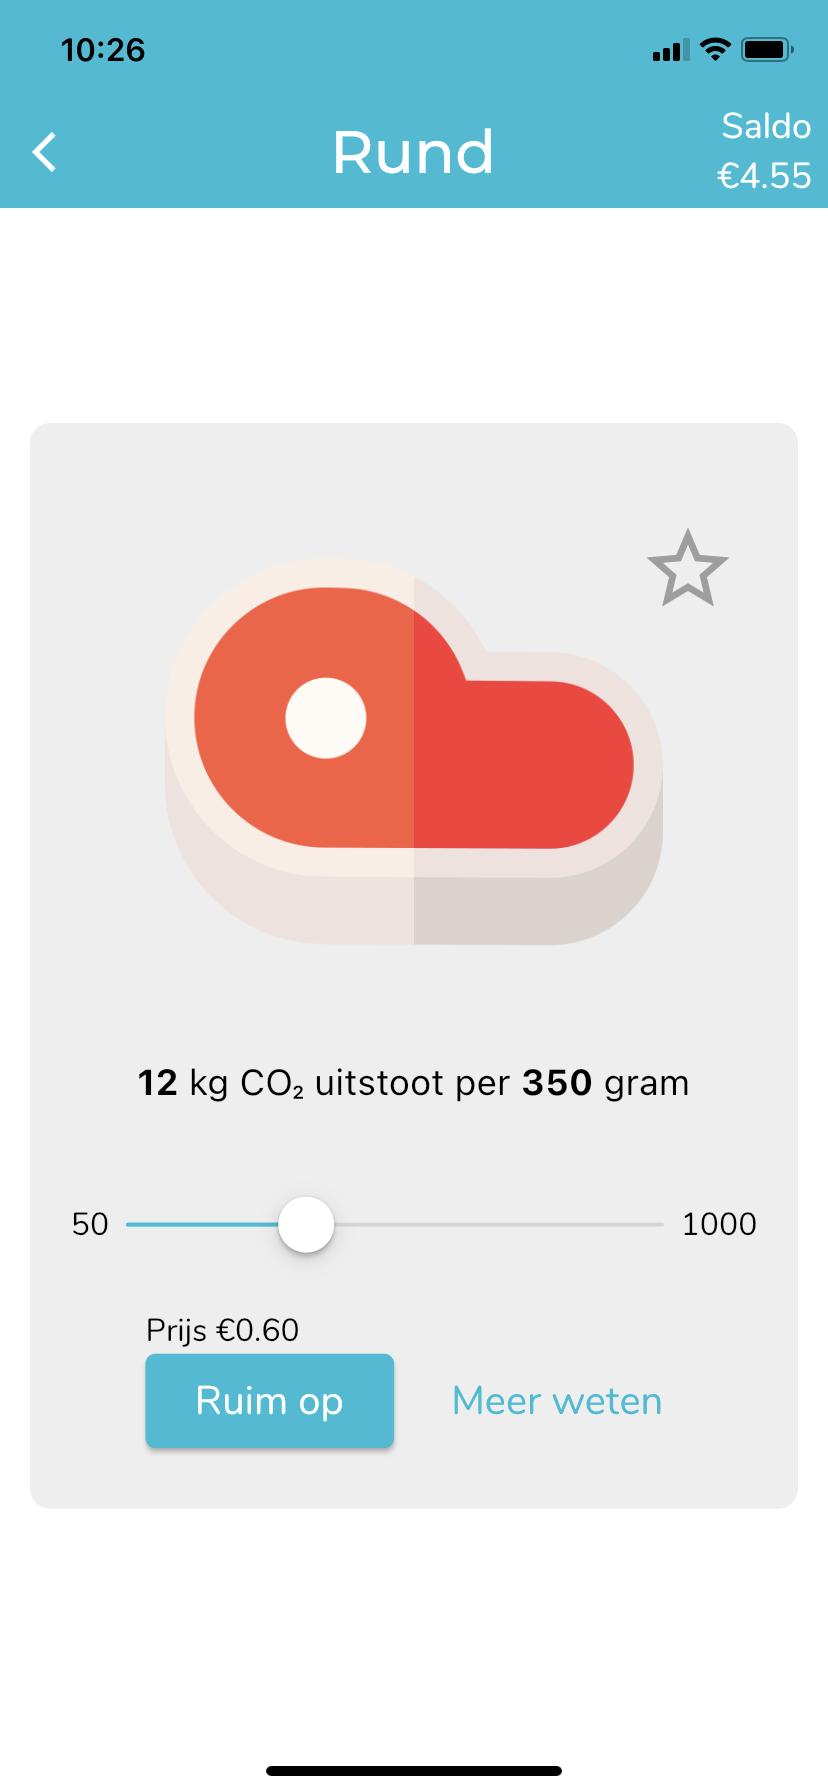 10:26
Rund
Saldo
€4.55
12 kg CO₂ uitstoot per 350 gram
50
1000
Prijs €0.60
Ruim op
Meer weten